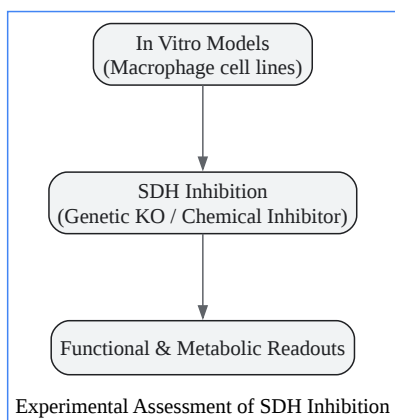 In Vitro Models
(Macrophage cell lines)
SDH Inhibition
(Genetic KO / Chemical Inhibitor)
Functional & Metabolic Readouts
Experimental Assessment of SDH Inhibition